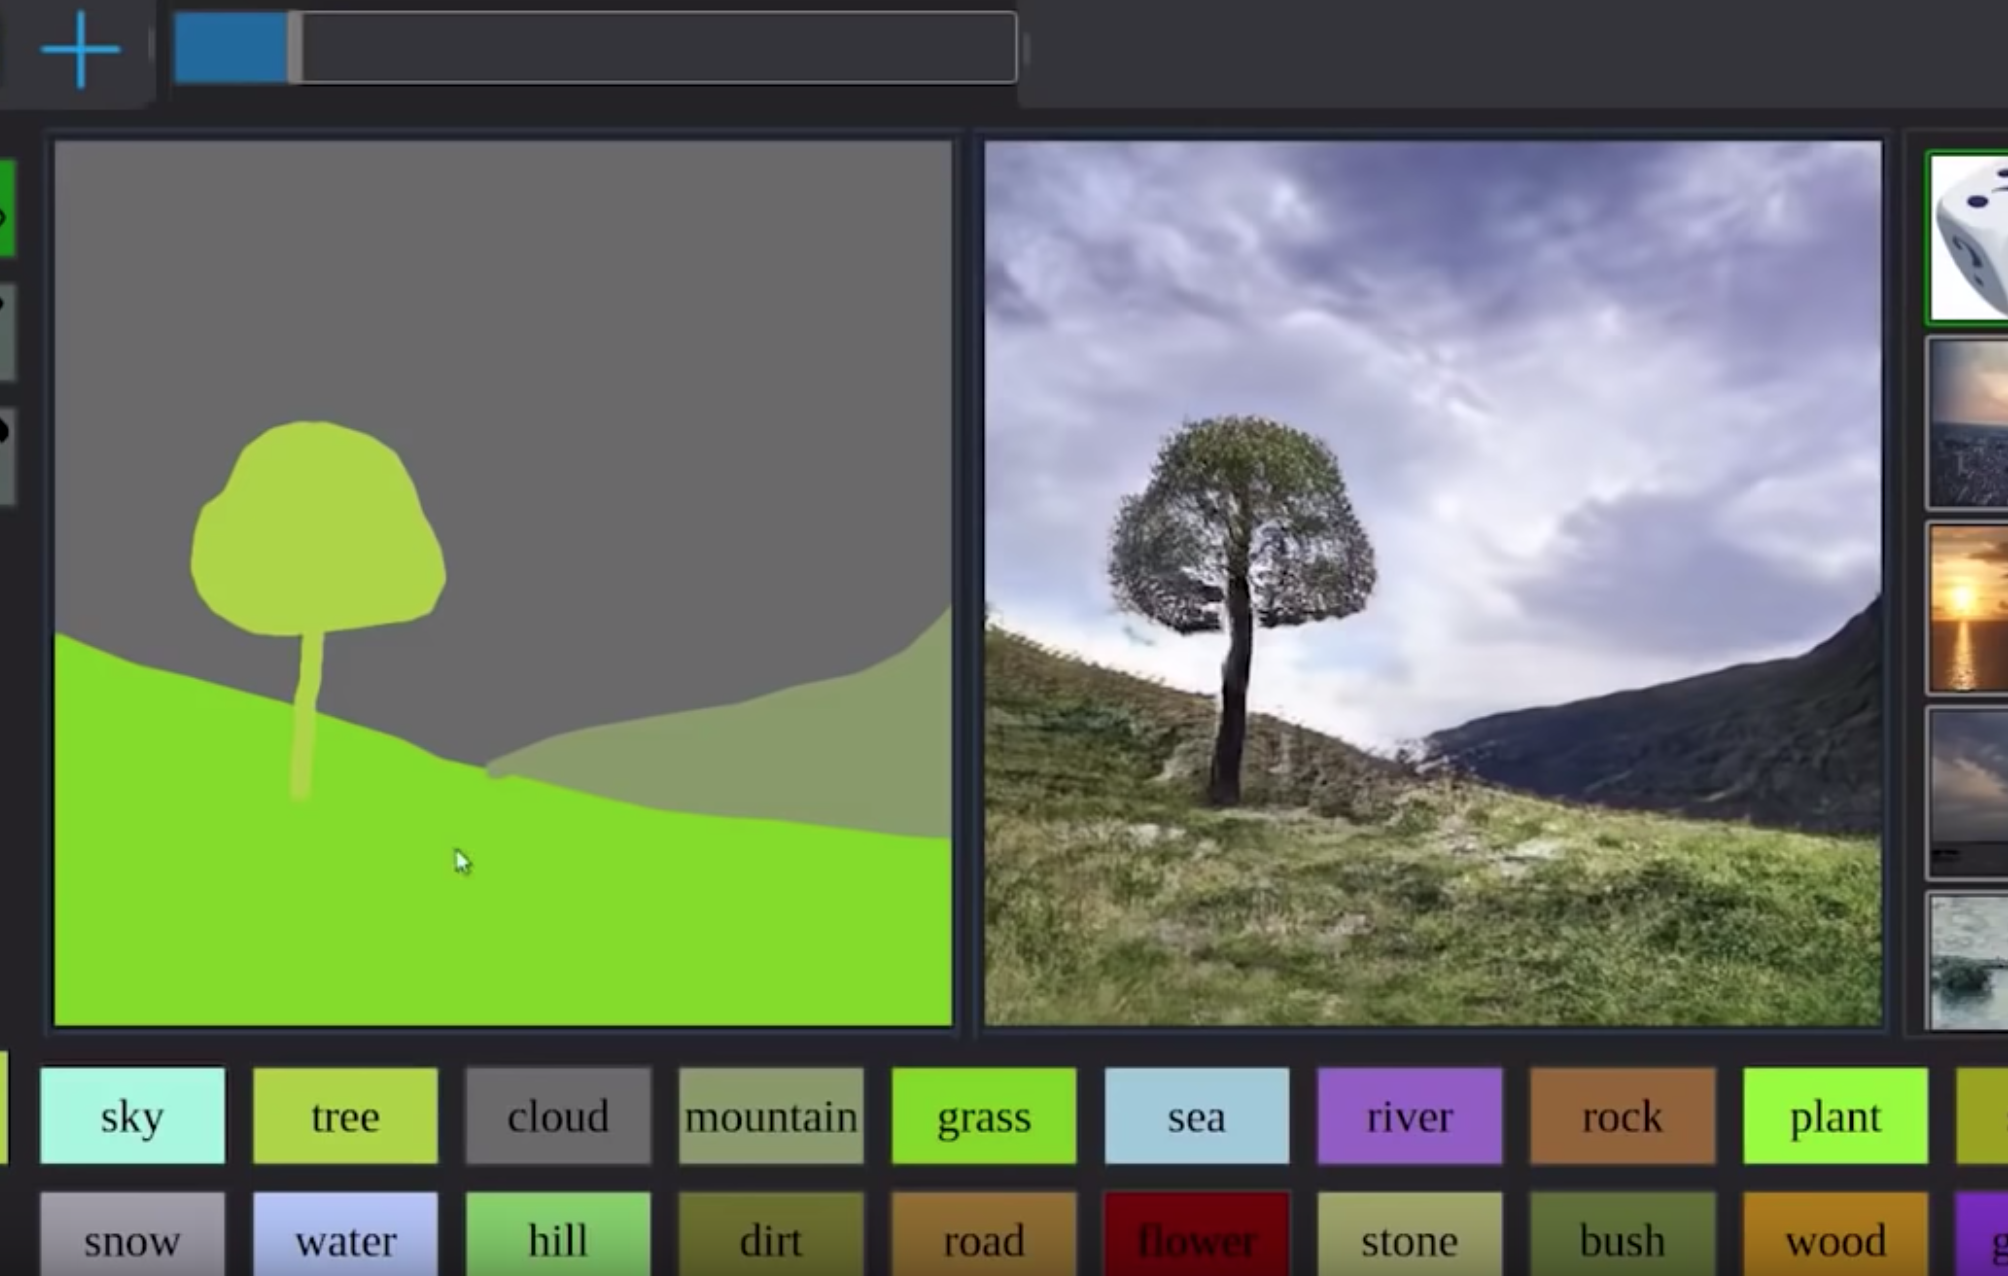 sky tree cloud mountain grass sea river rock plant
snow water hill dirt road flower stone bush wood